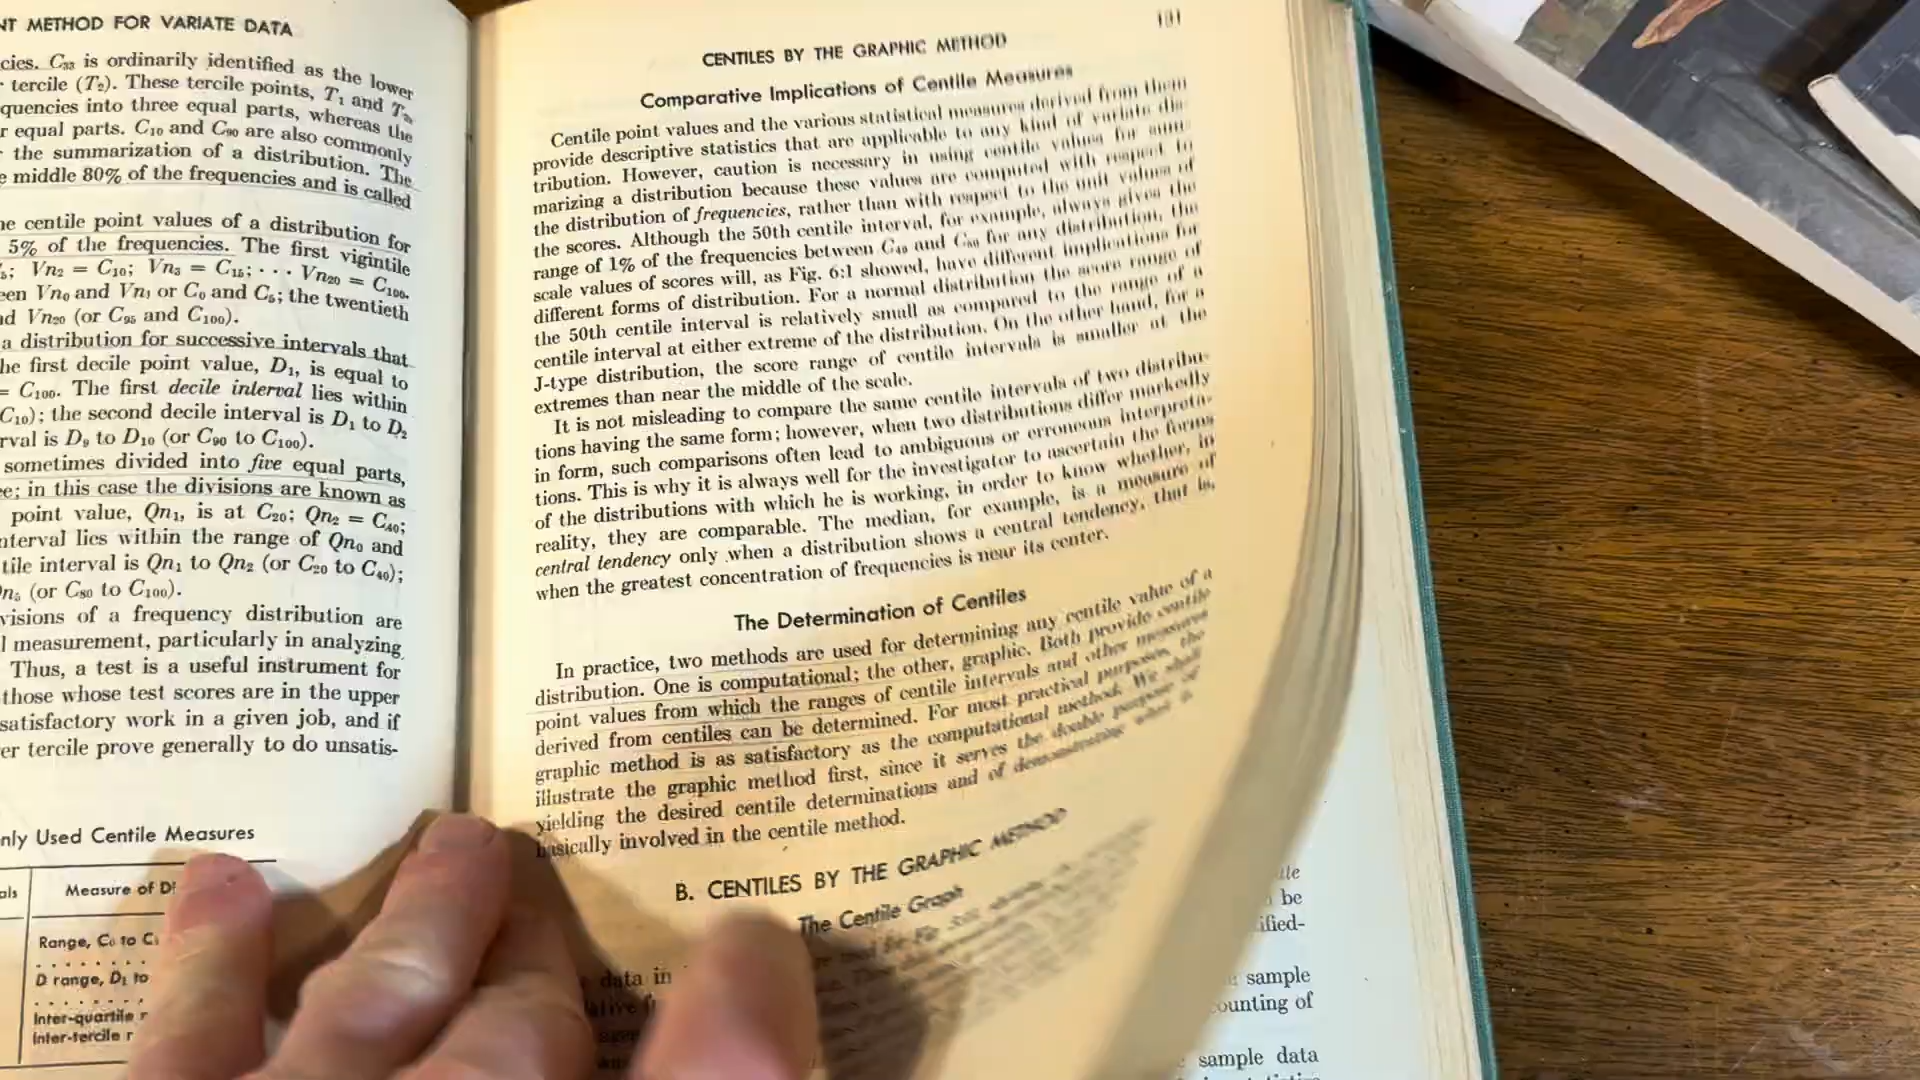 NT METHOD FOR VARIATE DATA
cies. C₃₃ is ordinarily identified as the lower
tercile (T₂). These tercile points, T₁ and T₂,
quencies into three equal parts, whereas the
r equal parts. C₁₀ and C₉₀ are also commonly
the summarization of a distribution. The
e middle 80% of the frequencies and is called
he centile point values of a distribution for
5% of the frequencies. The first vigintile
₅; Vn₂ = C₁₀; Vn₃ = C₁₅; · · · Vn₂₀ = C₁₀₀.
een Vn₀ and Vn₁ or C₀ and C₅; the twentieth
nd Vn₂₀ (or C₉₅ and C₁₀₀).
a distribution for successive intervals that
he first decile point value, D₁, is equal to
= C₁₀₀. The first decile interval lies within
C₁₀); the second decile interval is D₁ to D₂
rval is D₉ to D₁₀ (or C₉₀ to C₁₀₀).
sometimes divided into five equal parts,
ee; in this case the divisions are known as
point value, Qn₁, is at C₂₀; Qn₂ = C₄₀;
nterval lies within the range of Qn₀ and
tile interval is Qn₁ to Qn₂ (or C₂₀ to C₄₀);
n₅ (or C₈₀ to C₁₀₀).
visions of a frequency distribution are
l measurement, particularly in analyzing
Thus, a test is a useful instrument for
those whose test scores are in the upper
satisfactory work in a given job, and if
er tercile prove generally to do unsatis-
nly Used Centile Measures
als
Measure of D
Range, C₀ to C
D range, D₁ to
Inter-quartile r
Inter-tercile r
CENTILES BY THE GRAPHIC METHOD 131
Comparative Implications of Centile Measures
Centile point values and the various statistical measures derived from them
provide descriptive statistics that are applicable to any kind of variate dis-
tribution. However, caution is necessary in using centile values for sum-
marizing a distribution because these values are computed with respect to
the distribution of frequencies, rather than with respect to the unit values of
the scores. Although the 50th centile interval, for example, always gives the
range of 1% of the frequencies between C₄₉ and C₅₀ for any distribution, the
scale values of scores will, as Fig. 6:1 showed, have different implications for
different forms of distribution. For a normal distribution the score range of
the 50th centile interval is relatively small as compared to the range of a
centile interval at either extreme of the distribution. On the other hand, for a
J-type distribution, the score range of centile intervals is smaller at the
extremes than near the middle of the scale.
It is not misleading to compare the same centile intervals of two distribu-
tions having the same form; however, when two distributions differ markedly
in form, such comparisons often lead to ambiguous or erroneous interpreta-
tions. This is why it is always well for the investigator to ascertain the forms
of the distributions with which he is working, in order to know whether, in
reality, they are comparable. The median, for example, is a measure of
central tendency only when a distribution shows a central tendency, that is,
when the greatest concentration of frequencies is near its center.
The Determination of Centiles
In practice, two methods are used for determining any centile value of a
distribution. One is computational; the other, graphic. Both provide centile
point values from which the ranges of centile intervals and other measures
derived from centiles can be determined. For most practical purposes, the
graphic method is as satisfactory as the computational method. We shall
illustrate the graphic method first, since it serves the double purpose of
yielding the desired centile determinations and of demonstrating what is
basically involved in the centile method.
B. CENTILES BY THE GRAPHIC METHOD
The Centile Graph
data in
be
ified-
sample
ounting of
sample data